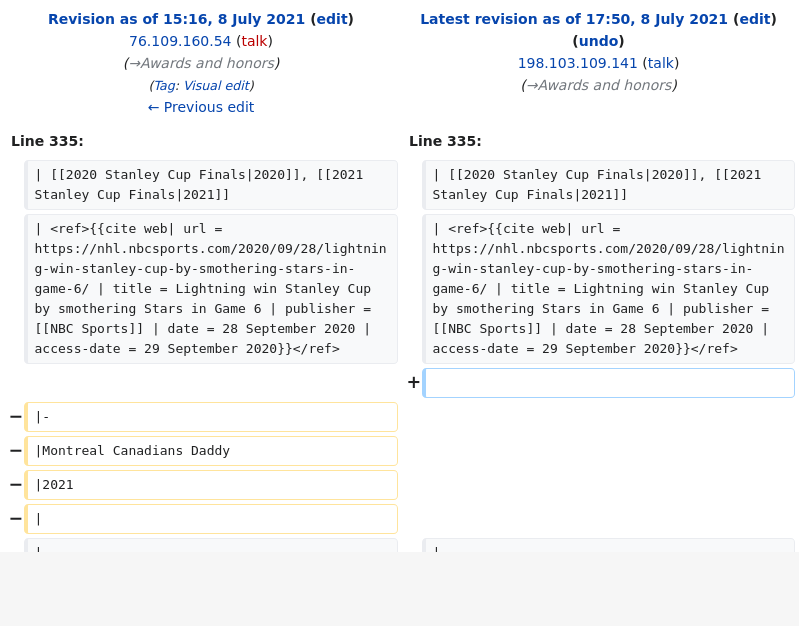 Revision as of 15:16, 8 July 2021 (edit)
76.109.160.54 (talk)
(→Awards and honors)
(Tag: Visual edit)
← Previous edit
Latest revision as of 17:50, 8 July 2021 (edit)
(undo)
198.103.109.141 (talk)
(→Awards and honors)
Line 335:
Line 335:
| [[2020 Stanley Cup Finals|2020]], [[2021
Stanley Cup Finals|2021]]
| [[2020 Stanley Cup Finals|2020]], [[2021
Stanley Cup Finals|2021]]
| <ref>{{cite web| url =
https://nhl.nbcsports.com/2020/09/28/lightnin
g-win-stanley-cup-by-smothering-stars-in-
game-6/ | title = Lightning win Stanley Cup
by smothering Stars in Game 6 | publisher =
[[NBC Sports]] | date = 28 September 2020 |
access-date = 29 September 2020}}</ref>
| <ref>{{cite web| url =
https://nhl.nbcsports.com/2020/09/28/lightnin
g-win-stanley-cup-by-smothering-stars-in-
game-6/ | title = Lightning win Stanley Cup
by smothering Stars in Game 6 | publisher =
[[NBC Sports]] | date = 28 September 2020 |
access-date = 29 September 2020}}</ref>
+
− |-
− |Montreal Canadians Daddy
− |2021
− |
|
|